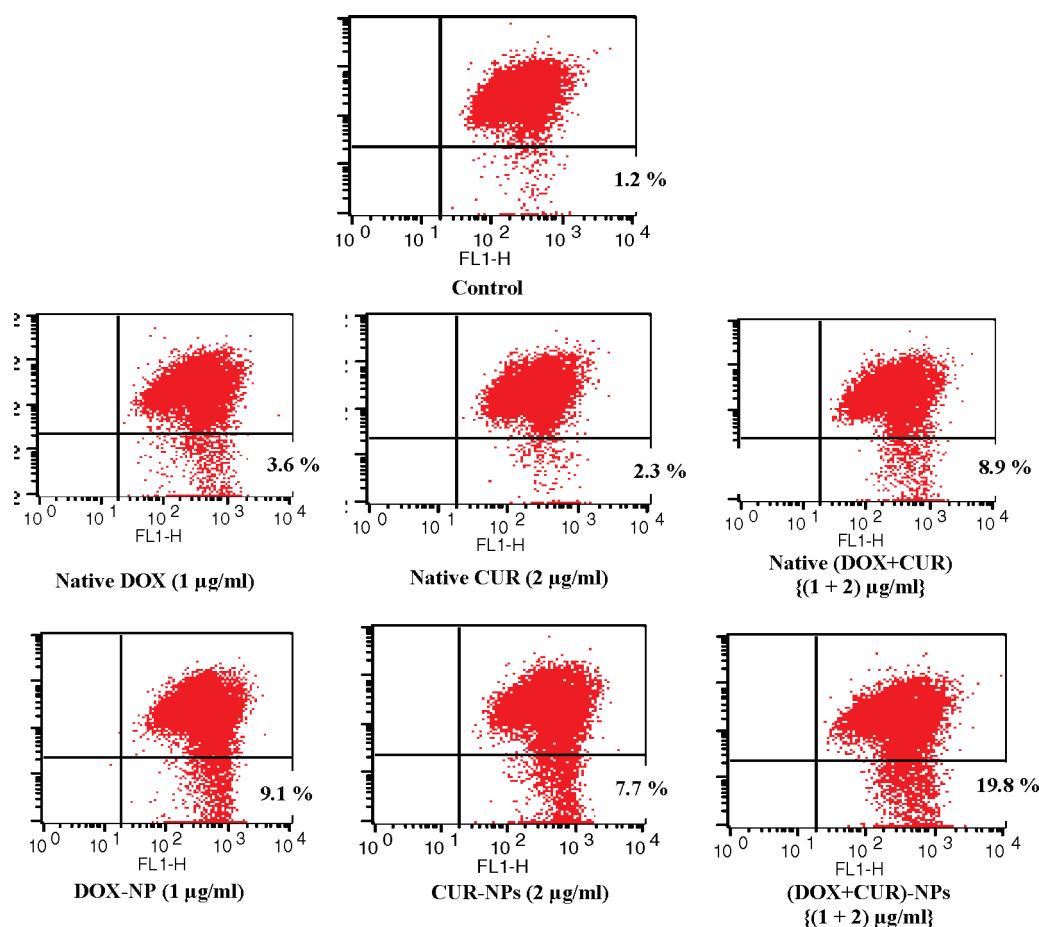 1.2 %
10 0 10 1 10 2 10 3 10 4
FL1-H
Control
3.6 %
10 0 10 1 10 2 10 3 10 4
FL1-H
Native DOX (1 µg/ml)
2.3 %
10 0 10 1 10 2 10 3 10 4
FL1-H
Native CUR (2 µg/ml)
8.9 %
10 0 10 1 10 2 10 3 10 4
FL1-H
Native (DOX+CUR)
{(1 + 2) µg/ml}
9.1 %
10 0 10 1 10 2 10 3 10 4
FL1-H
DOX-NP (1 µg/ml)
7.7 %
10 0 10 1 10 2 10 3 10 4
FL1-H
CUR-NPs (2 µg/ml)
19.8 %
10 0 10 1 10 2 10 3 10 4
FL1-H
(DOX+CUR)-NPs
{(1 + 2) µg/ml}